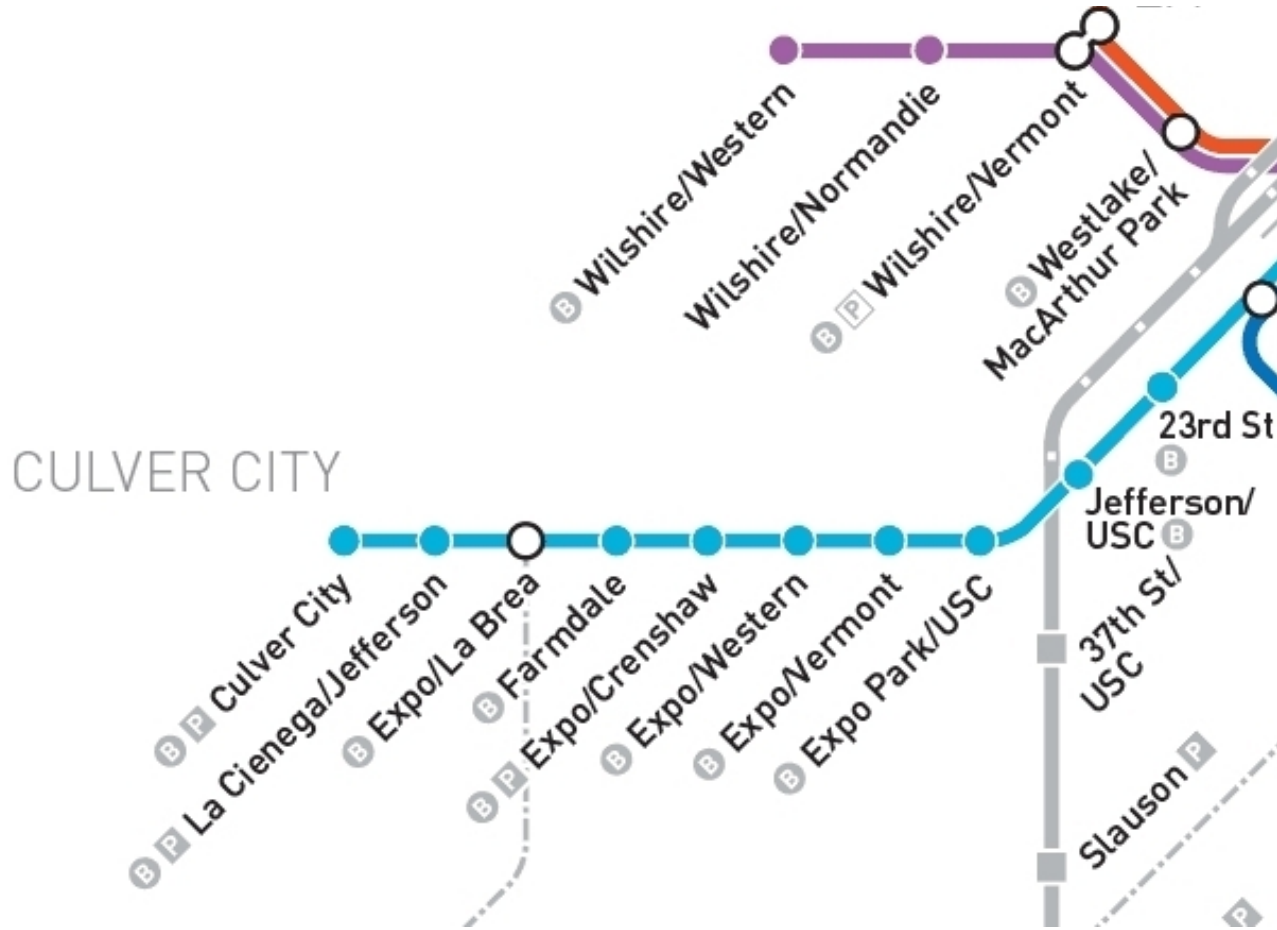 Wilshire/Western
B
Wilshire/Normandie
Wilshire/Vermont
B P
Westlake/
MacArthur Park
B
23rd St
B
Jefferson/
USC B
CULVER CITY
B P Culver City
B P La Cienega/Jefferson
B Expo/La Brea
B Farmdale
B P Expo/Crenshaw
B Expo/Western
B Expo/Vermont
B Expo Park/USC
37th St/
USC
Slauson P
P